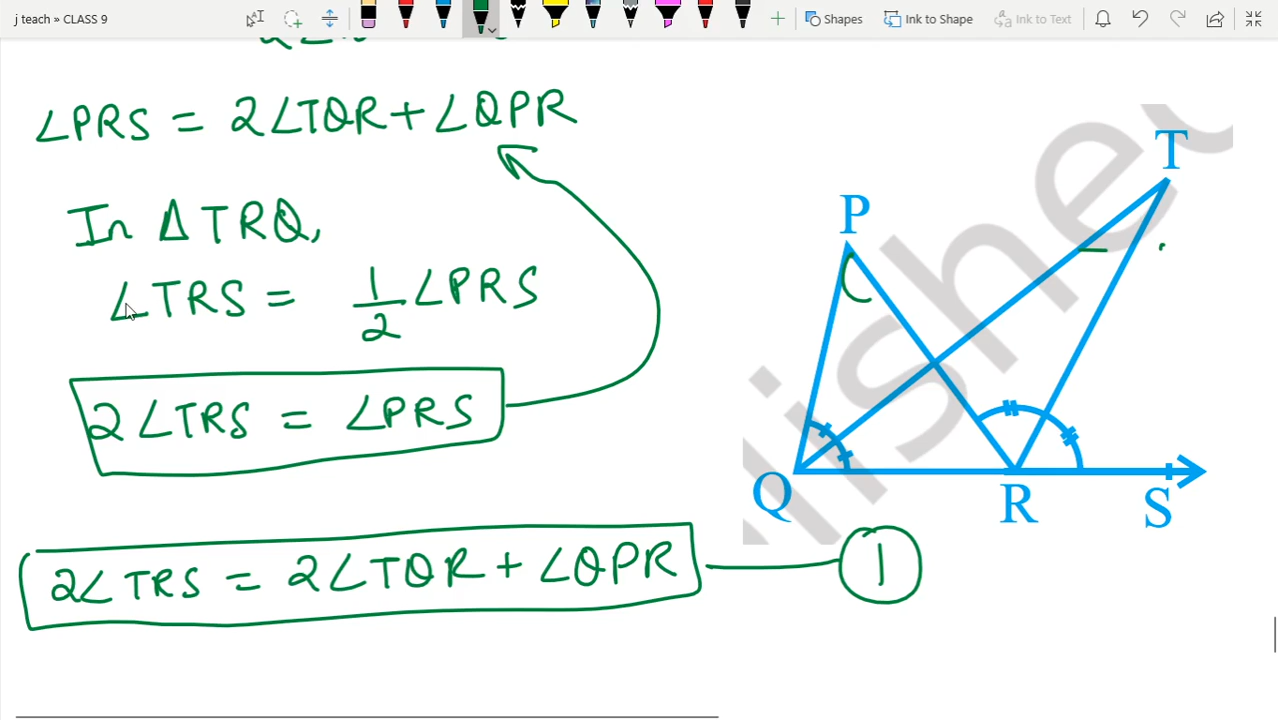 j teach » CLASS 9
Shapes
Ink to Shape
Ink to Text
∠PRS = 2∠TQR + ∠QPR
In Δ TRQ,
∠TRS = 1/2 ∠PRS
2∠TRS = ∠PRS
2∠TRS = 2∠TQR + ∠QPR
1
T
P
Q
R
S